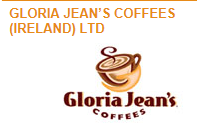 GLORIA JEAN'S COFFEES
(IRELAND) LTD
Gloria Jean's
COFFEES